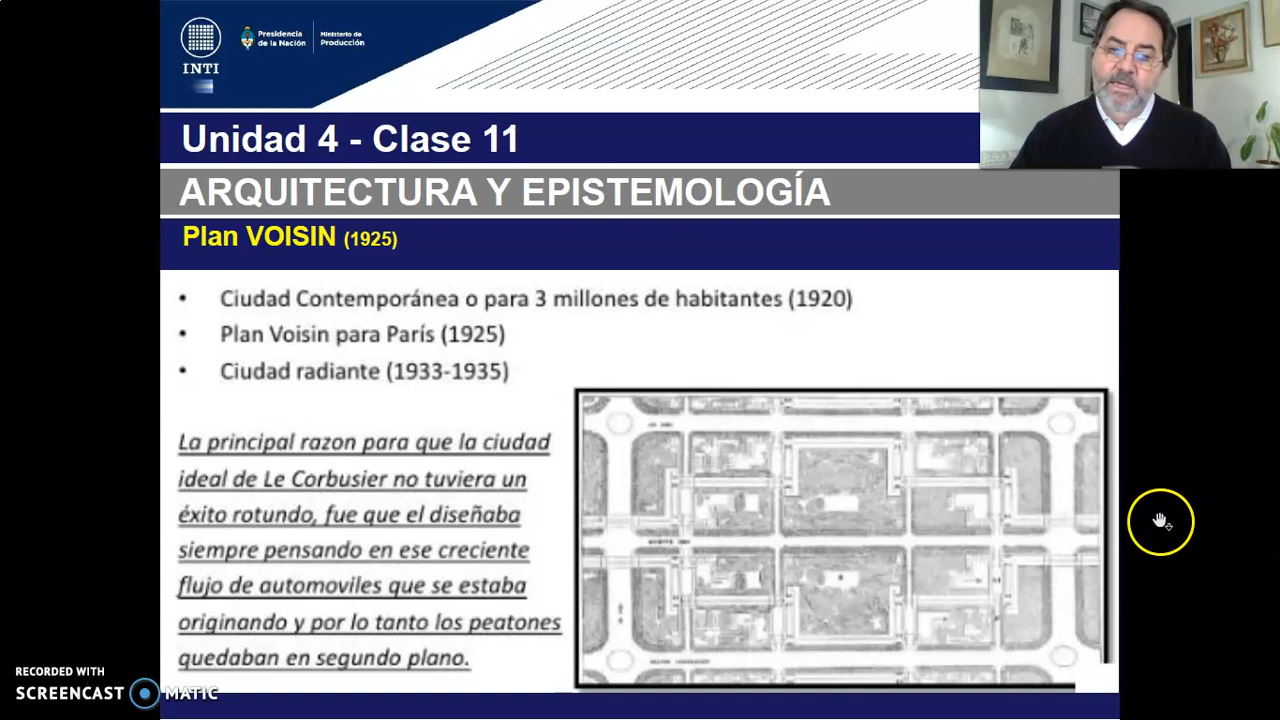 INTI
Presidencia
de la Nación
Ministerio de
Producción
Unidad 4 - Clase 11
ARQUITECTURA Y EPISTEMOLOGÍA
Plan VOISIN (1925)
• Ciudad Contemporánea o para 3 millones de habitantes (1920)
• Plan Voisin para París (1925)
• Ciudad radiante (1933-1935)
La principal razon para que la ciudad
ideal de Le Corbusier no tuviera un
éxito rotundo, fue que el diseñaba
siempre pensando en ese creciente
flujo de automoviles que se estaba
originando y por lo tanto los peatones
quedaban en segundo plano.
RECORDED WITH
SCREENCAST MATIC